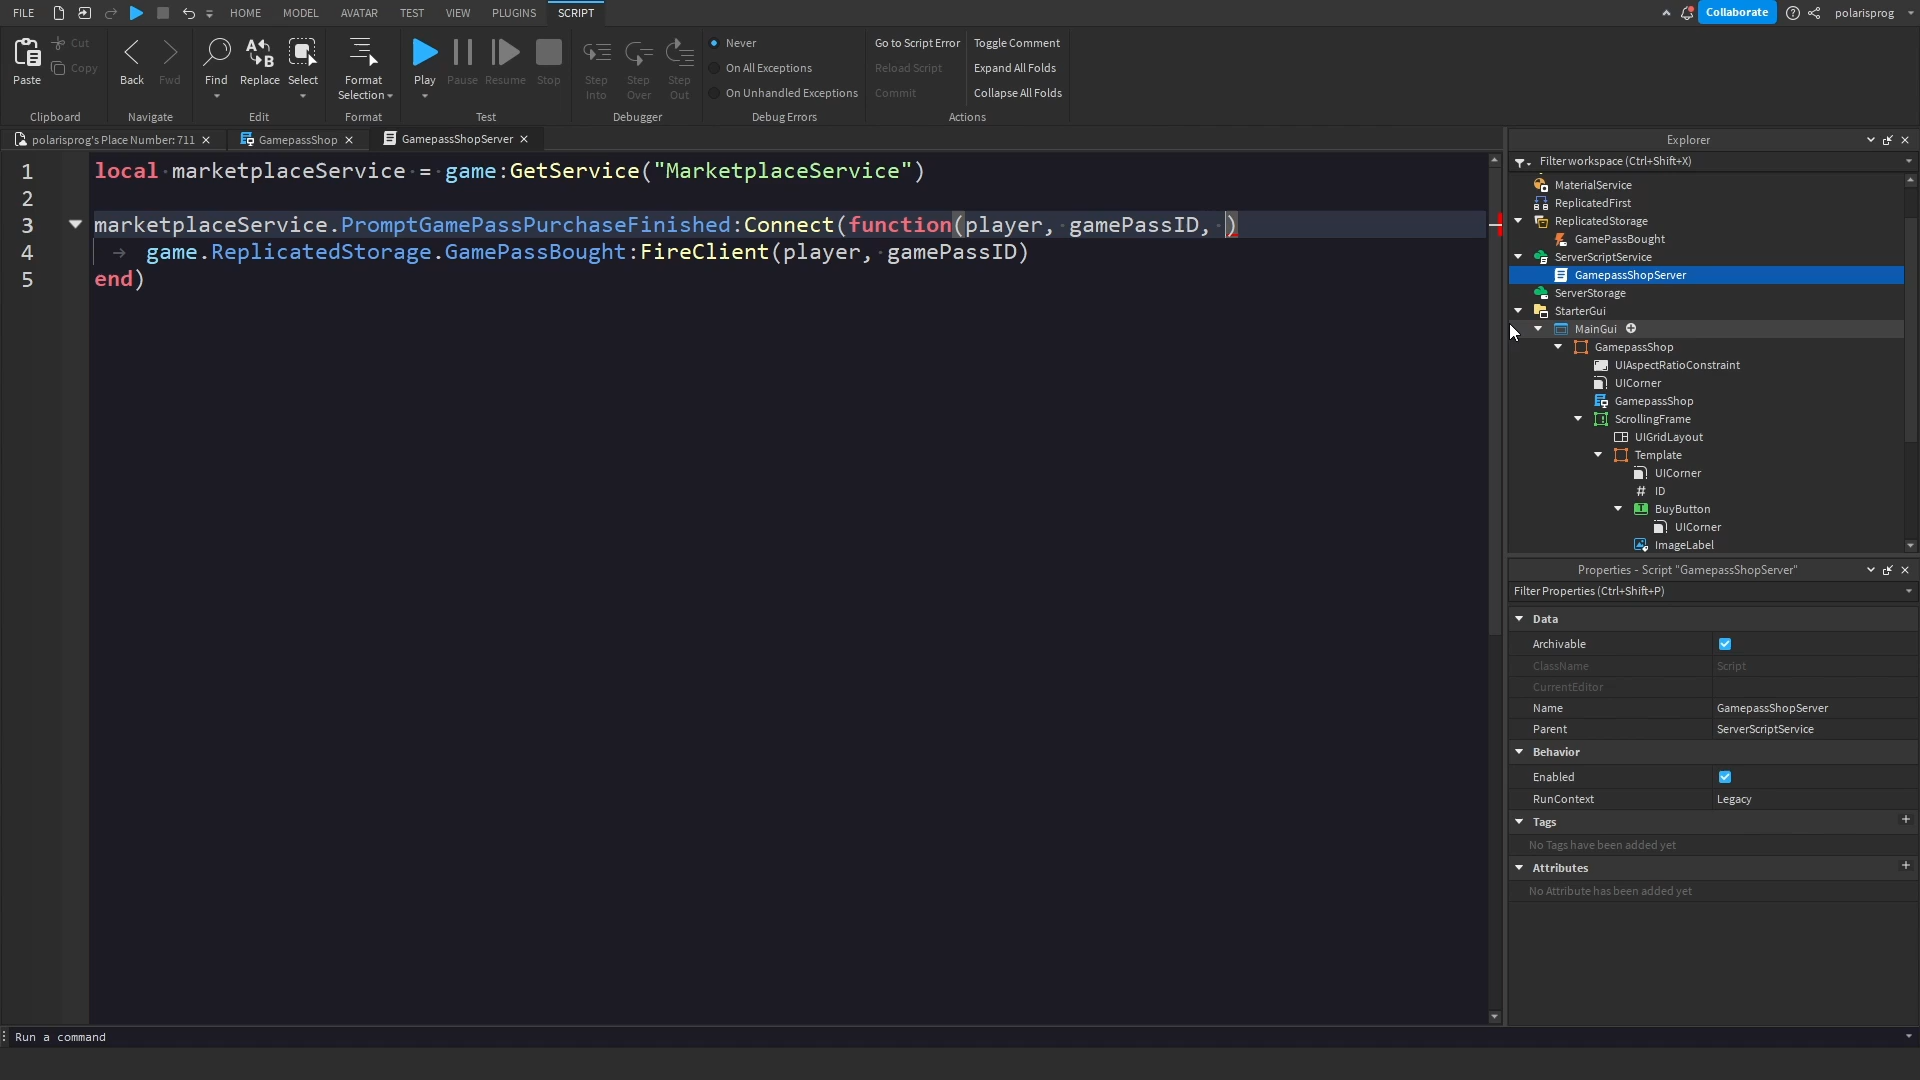 FILE HOME MODEL AVATAR TEST VIEW PLUGINS SCRIPT Collaborate polarisprog
Paste Cut Copy Back Fwd Find Replace Select Format Selection Play Pause Resume Stop Step Into Step Over Step Out
Never Go to Script Error Toggle Comment
On All Exceptions Reload Script Expand All Folds
On Unhandled Exceptions Commit Collapse All Folds
Clipboard Navigate Edit Format Test Debugger Debug Errors Actions
polarisprog's Place Number: 711 GamepassShop GamepassShopServer
1 local marketplaceService = game:GetService("MarketplaceService")
2
3 marketplaceService.PromptGamePassPurchaseFinished:Connect(function(player, gamePassID, )
4 game.ReplicatedStorage.GamePassBought:FireClient(player, gamePassID)
5 end)
Explorer
Filter workspace (Ctrl+Shift+X)
MaterialService
ReplicatedFirst
ReplicatedStorage
GamePassBought
ServerScriptService
GamepassShopServer
ServerStorage
StarterGui
MainGui
GamepassShop
UIAspectRatioConstraint
UICorner
GamepassShop
ScrollingFrame
UIGridLayout
Template
UICorner
# ID
BuyButton
UICorner
ImageLabel
Properties - Script "GamepassShopServer"
Filter Properties (Ctrl+Shift+P)
Data
Archivable
ClassName Script
CurrentEditor
Name GamepassShopServer
Parent ServerScriptService
Behavior
Enabled
RunContext Legacy
Tags
No Tags have been added yet
Attributes
No Attribute has been added yet
Run a command